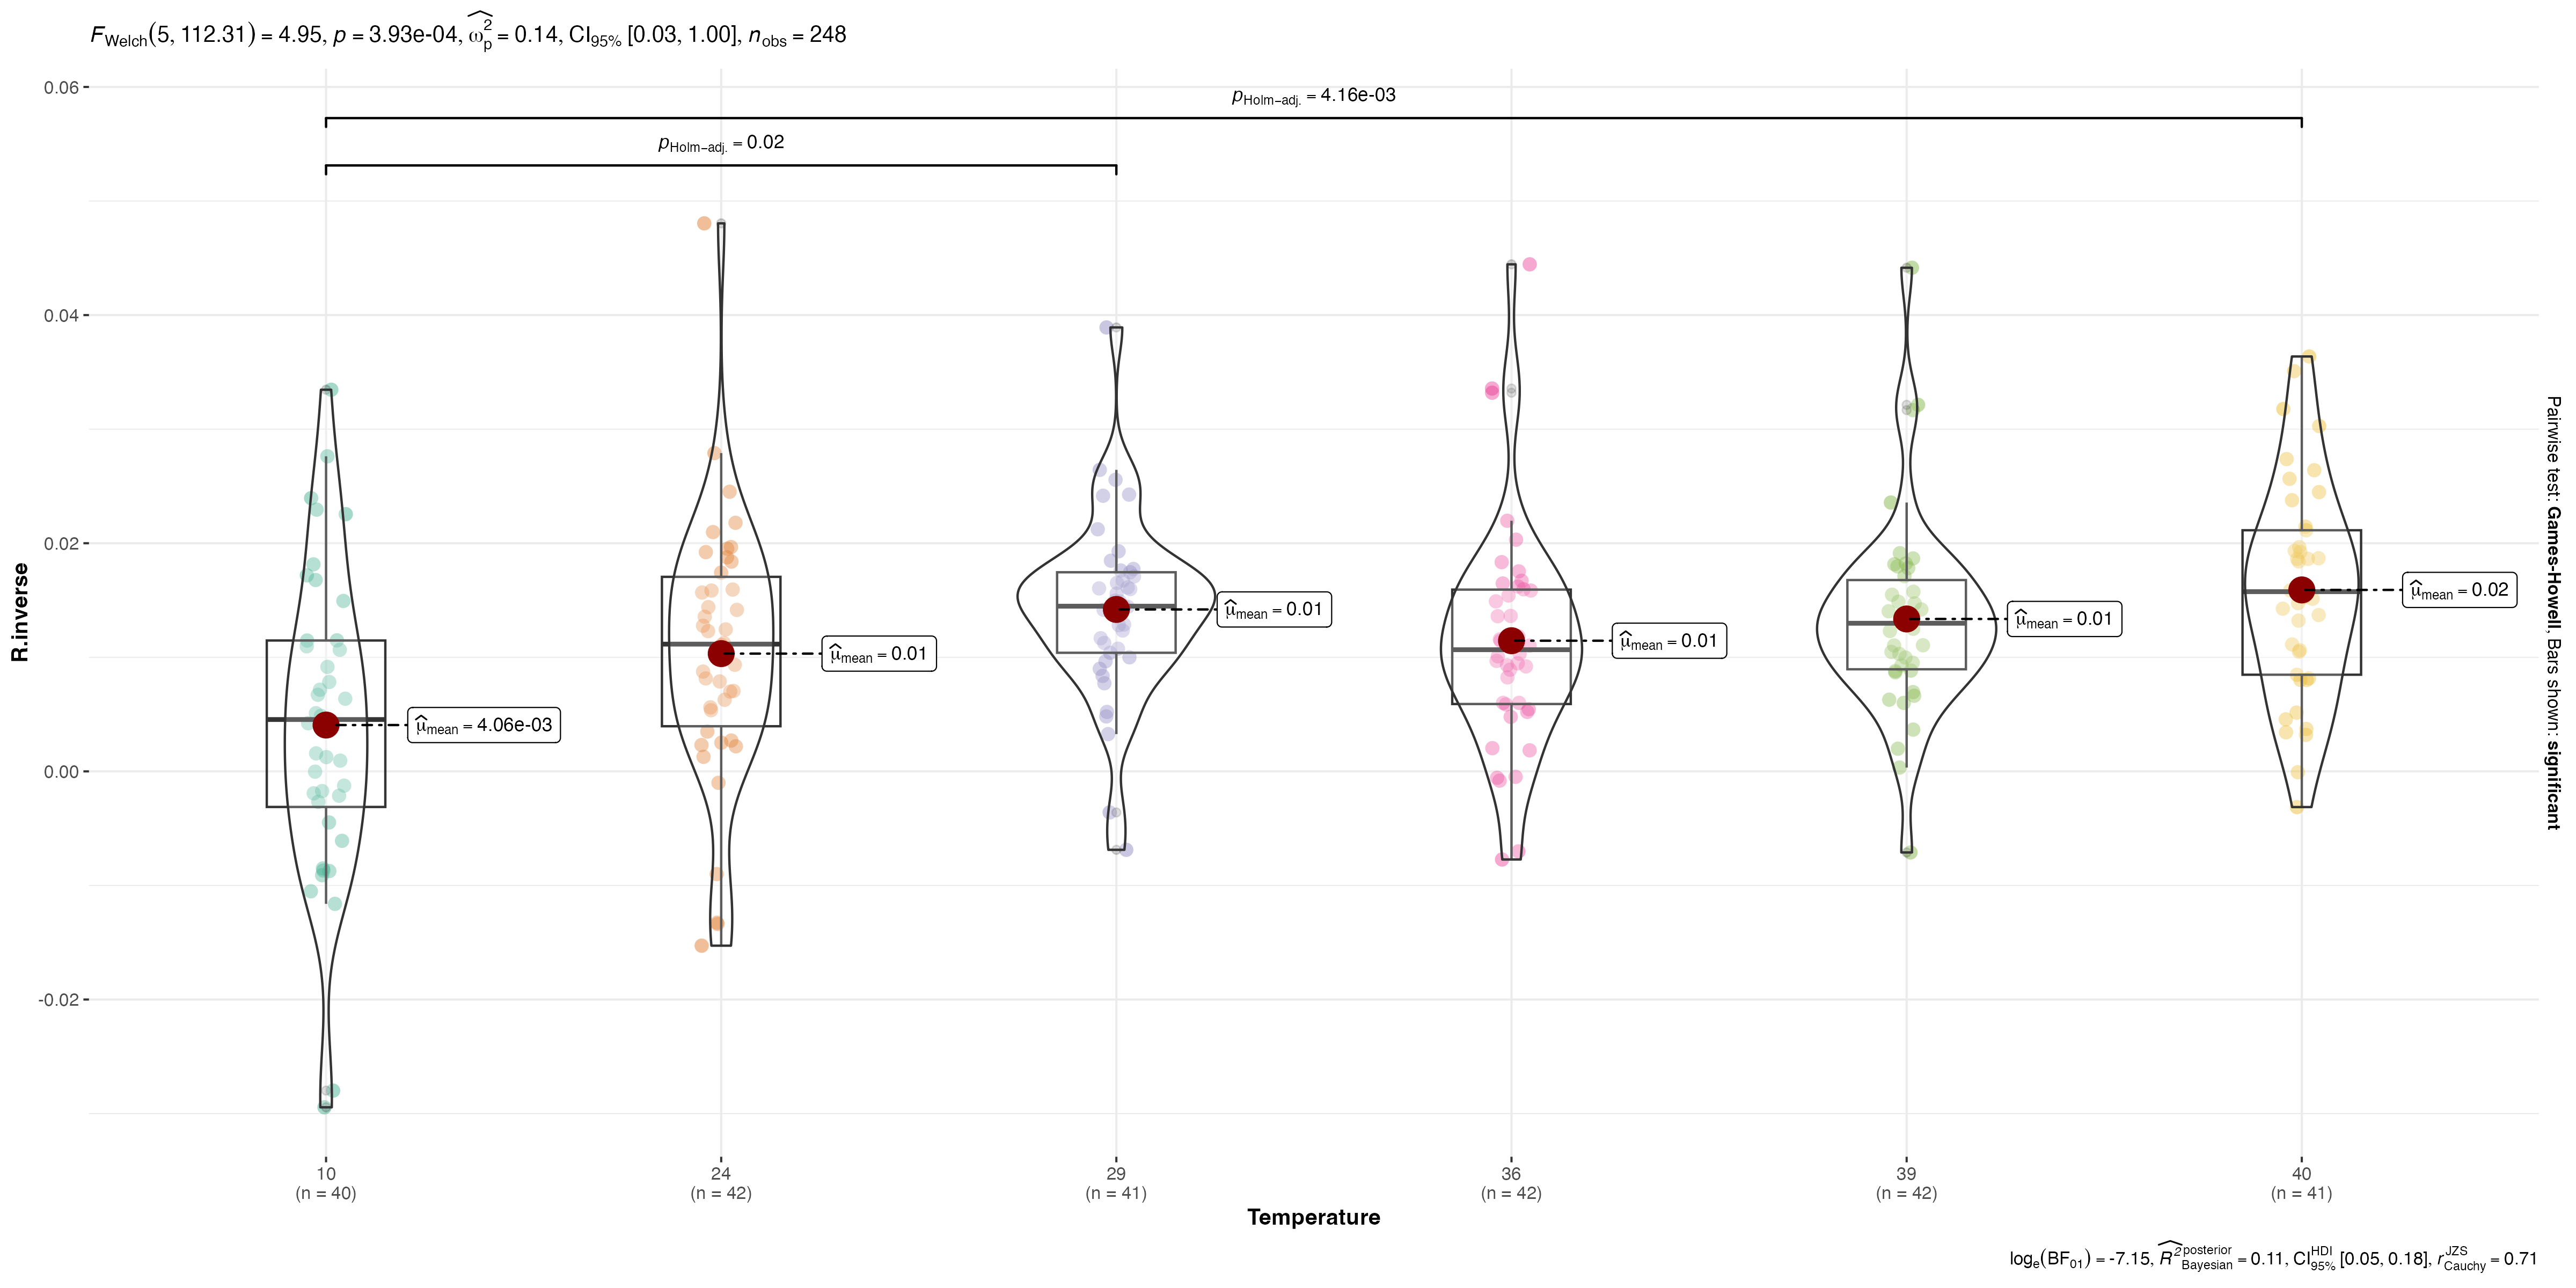 F_Welch(5, 112.31) = 4.95, p = 3.93e-04, ω̂²_p = 0.14, CI_95% [0.03, 1.00], n_obs = 248
p_Holm−adj. = 4.16e-03
p_Holm−adj. = 0.02
0.06
0.04
0.02
0.00
-0.02
R.inverse
μ̂_mean = 4.06e-03
μ̂_mean = 0.01
μ̂_mean = 0.01
μ̂_mean = 0.01
μ̂_mean = 0.01
μ̂_mean = 0.02
Pairwise test: Games-Howell, Bars shown: significant
10
(n = 40)
24
(n = 42)
29
(n = 41)
36
(n = 42)
39
(n = 42)
40
(n = 41)
Temperature
log_e(BF_01) = -7.15, R̂²^posterior_Bayesian = 0.11, CI^HDI_95% [0.05, 0.18], r^JZS_Cauchy = 0.71